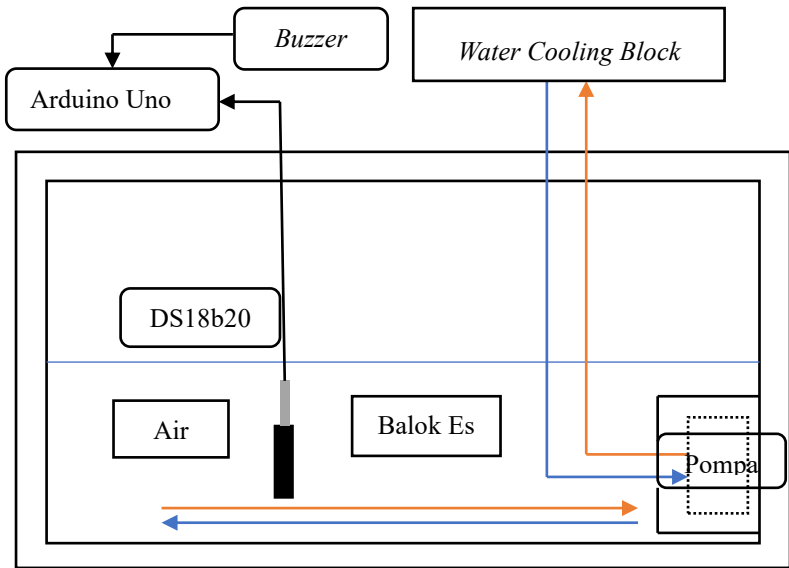 Buzzer
Water Cooling Block
Arduino Uno
DS18b20
Air
Balok Es
Pompa